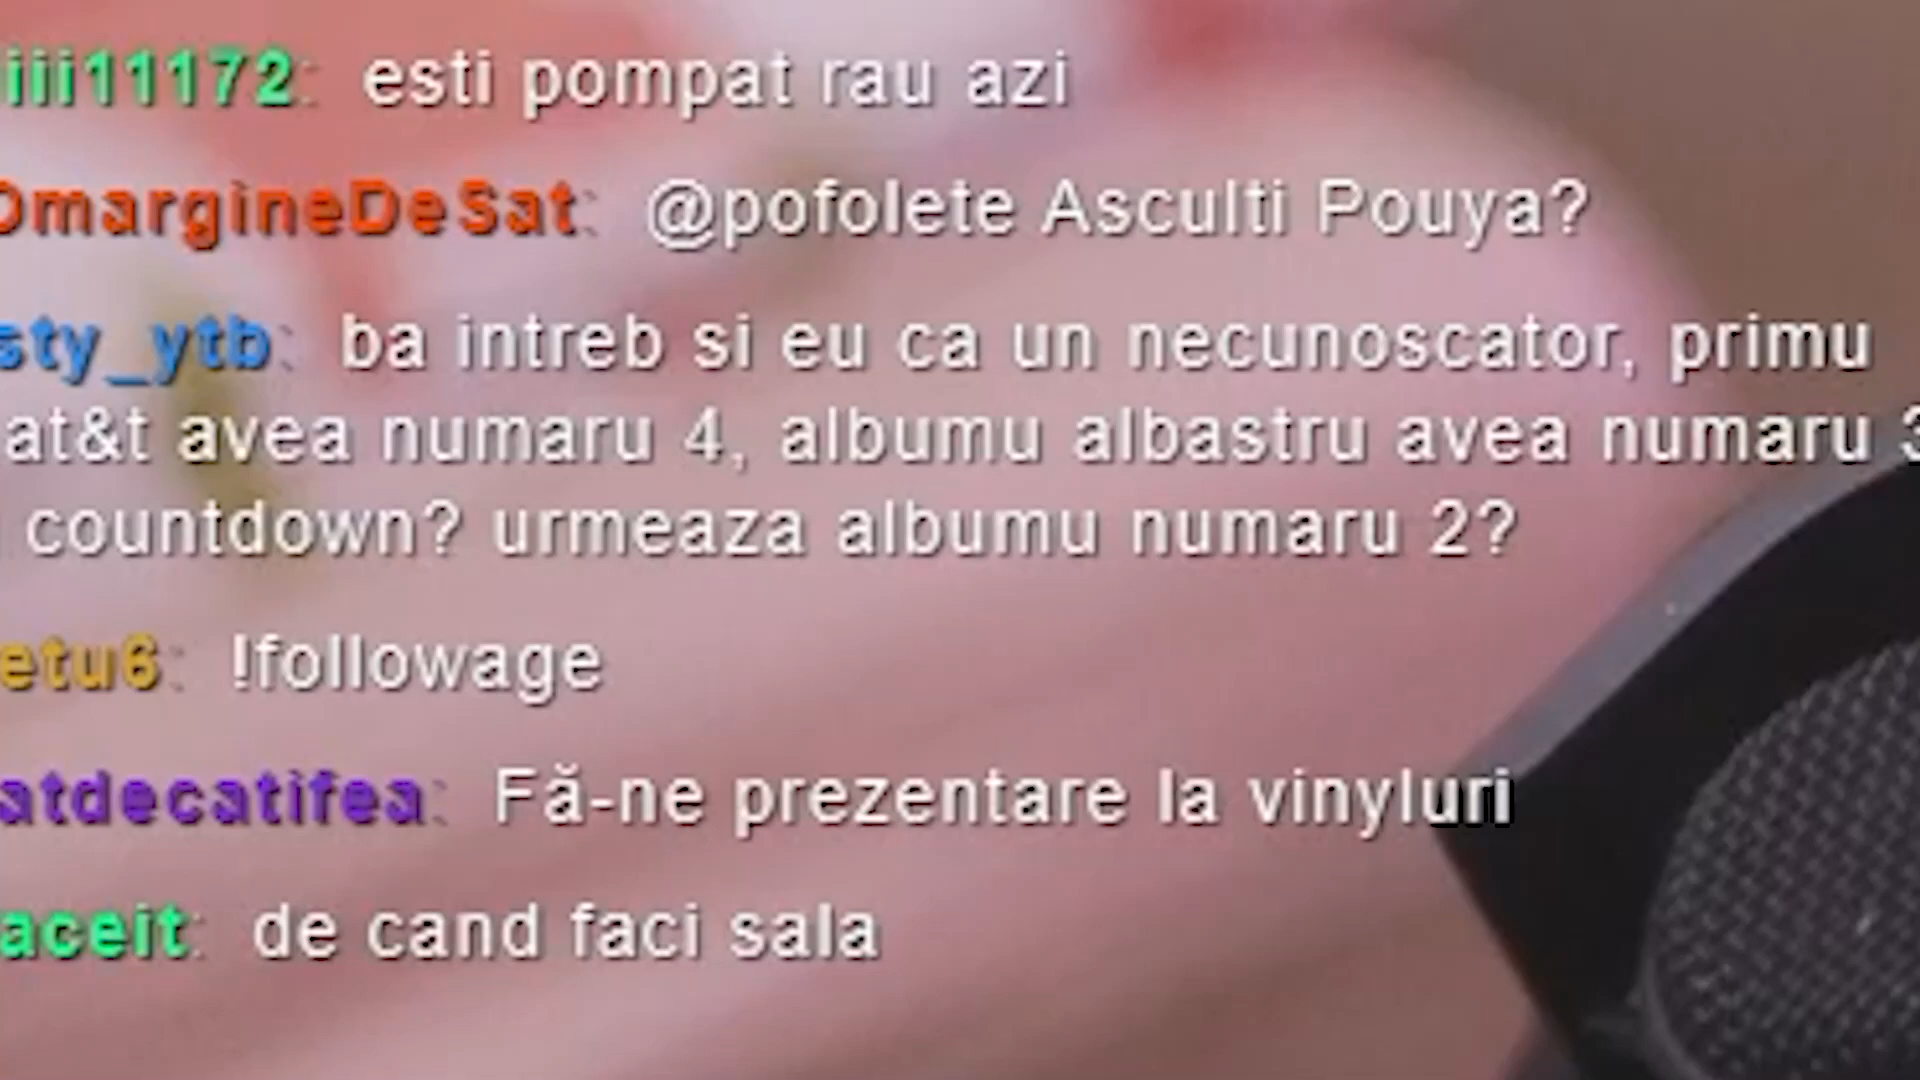 iii11172: esti pompat rau azi
OmargineDeSat: @pofolete Asculti Pouya?
sty_ytb: ba intreb si eu ca un necunoscator, primu
at&t avea numaru 4, albumu albastru avea numaru 3
countdown? urmeaza albumu numaru 2?
etu6: !followage
atdecatifea: Fă-ne prezentare la vinyluri
aceit: de cand faci sala